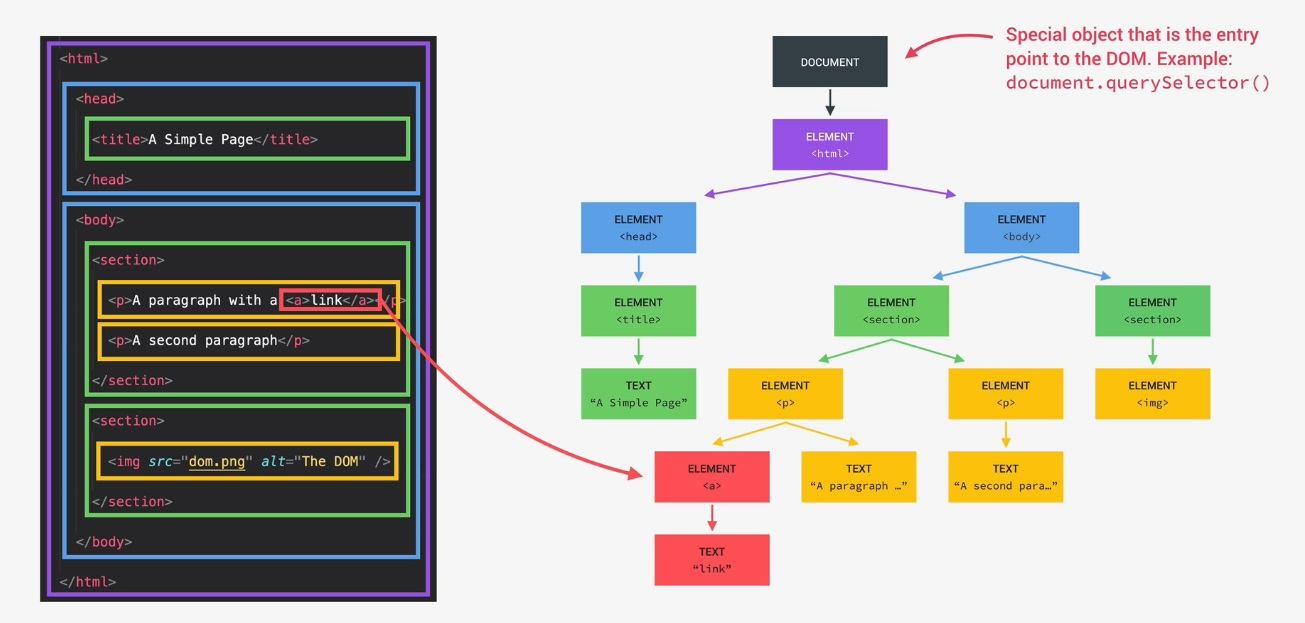 <html>
<head>
<title>A Simple Page</title>
</head>
<body>
<section>
<p>A paragraph with a <a>link</a></p>
<p>A second paragraph</p>
</section>
<section>
<img src="dom.png" alt="The DOM" />
</section>
</body>
</html>
Special object that is the entry
point to the DOM. Example:
document.querySelector()
DOCUMENT
ELEMENT
<html>
ELEMENT
<head>
ELEMENT
<body>
ELEMENT
<title>
ELEMENT
<section>
ELEMENT
<section>
TEXT
“A Simple Page”
ELEMENT
<p>
ELEMENT
<p>
ELEMENT
<img>
ELEMENT
<a>
TEXT
“A paragraph …”
TEXT
“A second para…”
TEXT
“link”